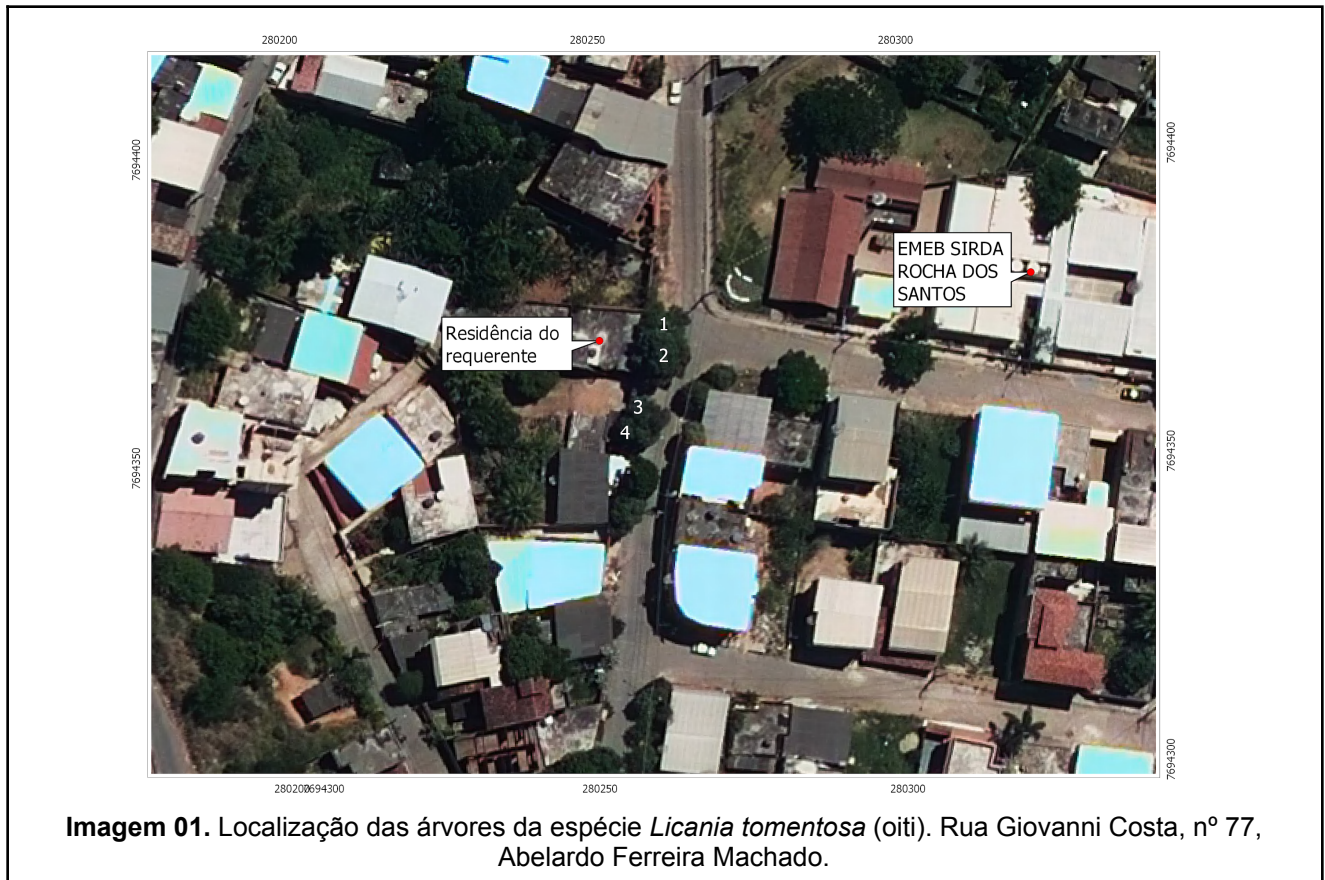 280200
280250
280300
7694400
7694400
EMEB SIRDA
ROCHA DOS
SANTOS
1
Residência do
requerente
2
3
4
7694350
7694350
7694300
280250
280300
Imagem 01. Localização das árvores da espécie Licania tomentosa (oiti). Rua Giovanni Costa, nº 77,
Abelardo Ferreira Machado.